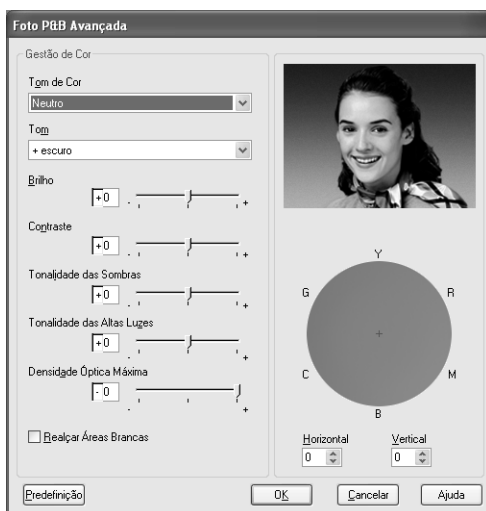 Foto P&B Avançada
Gestão de Cor
Tom de Cor
Neutro
Tom
+ escuro
Brilho
+0
- +
Contraste
+0
- +
Tonalidade das Sombras
+0
- +
Tonalidade das Altas Luzes
+0
- +
Densidade Óptica Máxima
- 0
- +
Realçar Áreas Brancas
Y
G R
C M
B
Horizontal Vertical
0 0
Predefinição OK Cancelar Ajuda